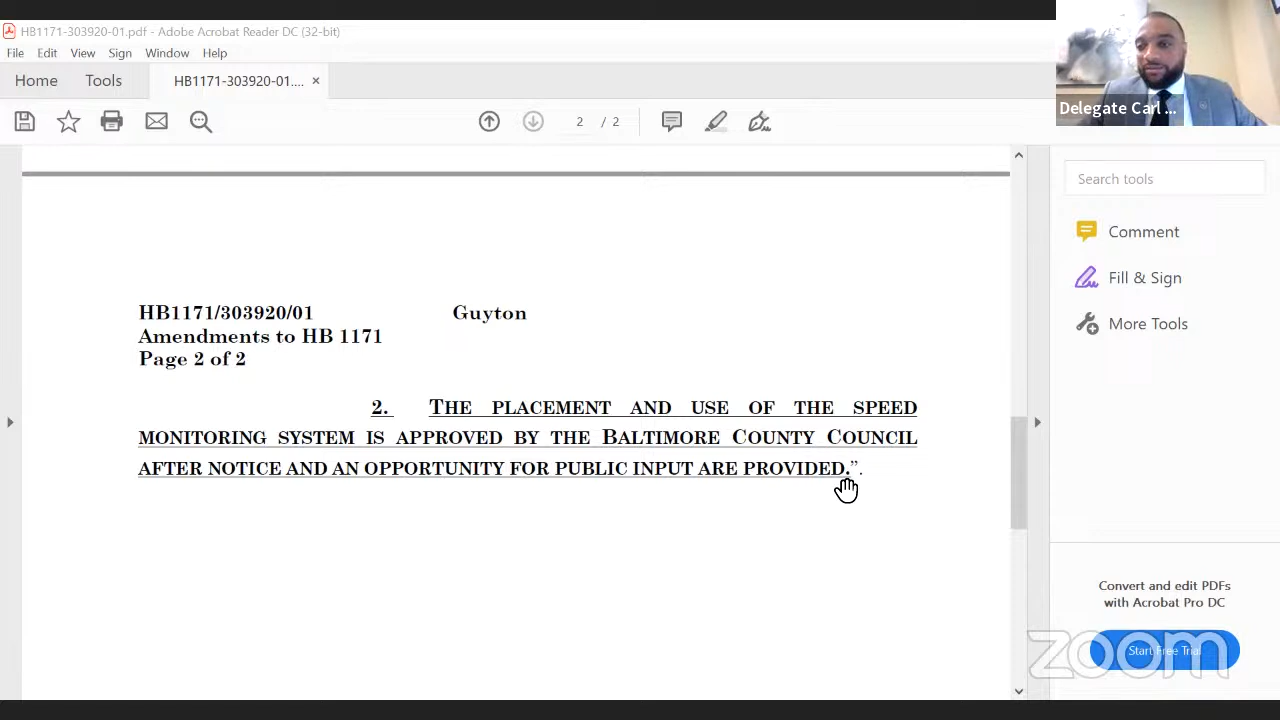 HB1171-303920-01.pdf - Adobe Acrobat Reader DC (32-bit)
File Edit View Sign Window Help
Home Tools HB1171-303920-01.... ×
2 / 2
Delegate Carl ...
Search tools
Comment
Fill & Sign
More Tools
HB1171/303920/01 Guyton
Amendments to HB 1171
Page 2 of 2
2. THE PLACEMENT AND USE OF THE SPEED
MONITORING SYSTEM IS APPROVED BY THE BALTIMORE COUNTY COUNCIL
AFTER NOTICE AND AN OPPORTUNITY FOR PUBLIC INPUT ARE PROVIDED.”.
Convert and edit PDFs
with Acrobat Pro DC
Start Free Trial
zoom